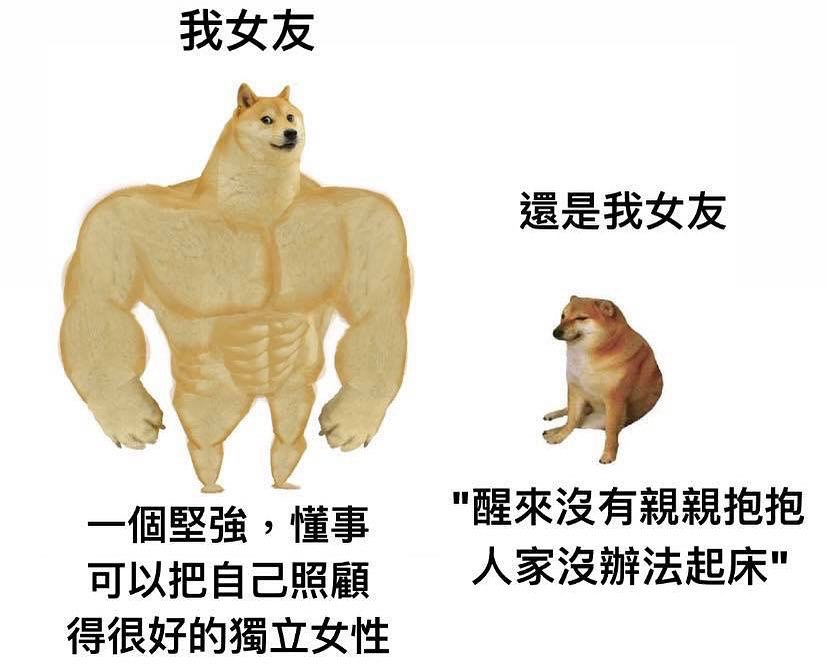 我女友
一個堅強，懂事
可以把自己照顧
得很好的獨立女性
還是我女友
"醒來沒有親親抱抱
人家沒辦法起床"